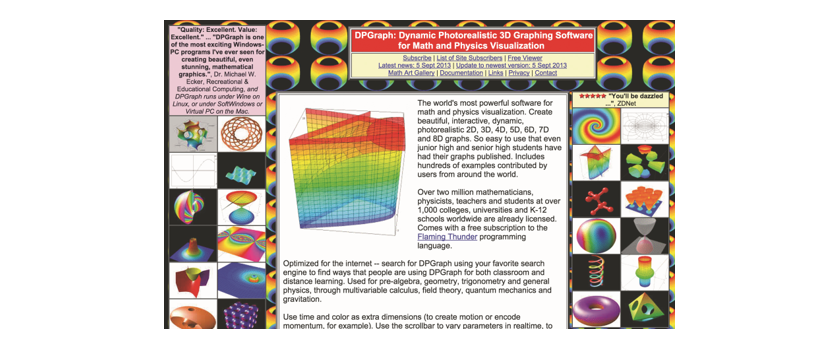 "Quality: Excellent. Value:
Excellent." ... "DPGraph is one
of the most exciting Windows-
PC programs I've ever seen for
creating beautiful, even
stunning, mathematical
graphics.", Dr. Michael W.
Ecker, Recreational &
Educational Computing, and
DPGraph runs under Wine on
Linux, or under SoftWindows or
Virtual PC on the Mac.
DPGraph: Dynamic Photorealistic 3D Graphing Software
for Math and Physics Visualization
Subscribe | List of Site Subscribers | Free Viewer
Latest news: 5 Sept 2013 | Update to newest version: 5 Sept 2013
Math Art Gallery | Documentation | Links | Privacy | Contact
The world's most powerful software for
math and physics visualization. Create
beautiful, interactive, dynamic,
photorealistic 2D, 3D, 4D, 5D, 6D, 7D
and 8D graphs. So easy to use that even
junior high and senior high students have
had their graphs published. Includes
hundreds of examples contributed by
users from around the world.
Over two million mathematicians,
physicists, teachers and students at over
1,000 colleges, universities and K-12
schools worldwide are already licensed.
Comes with a free subscription to the
Flaming Thunder programming
language.
Optimized for the internet -- search for DPGraph using your favorite search
engine to find ways that people are using DPGraph for both classroom and
distance learning. Used for pre-algebra, geometry, trigonometry and general
physics, through multivariable calculus, field theory, quantum mechanics and
gravitation.
Use time and color as extra dimensions (to create motion or encode
momentum, for example). Use the scrollbar to vary parameters in realtime, to
★★★★★ "You'll be dazzled
...", ZDNet